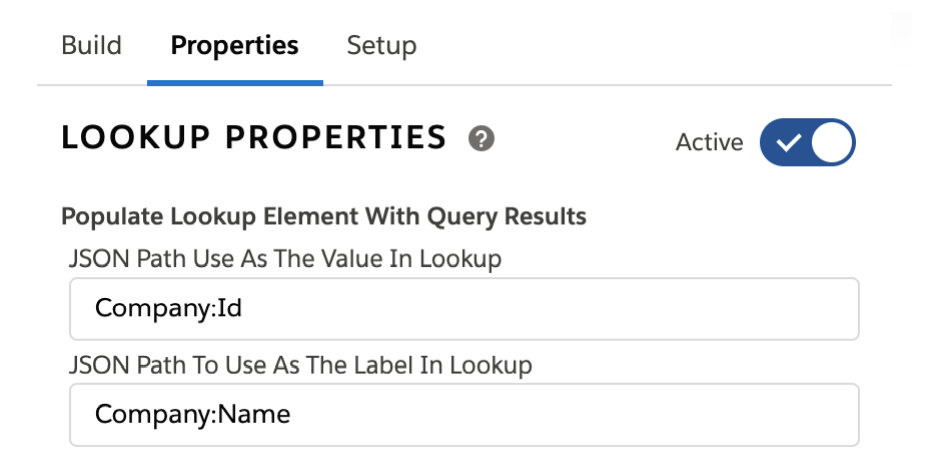 Build Properties Setup
LOOKUP PROPERTIES ? Active
Populate Lookup Element With Query Results
JSON Path Use As The Value In Lookup
Company:Id
JSON Path To Use As The Label In Lookup
Company:Name